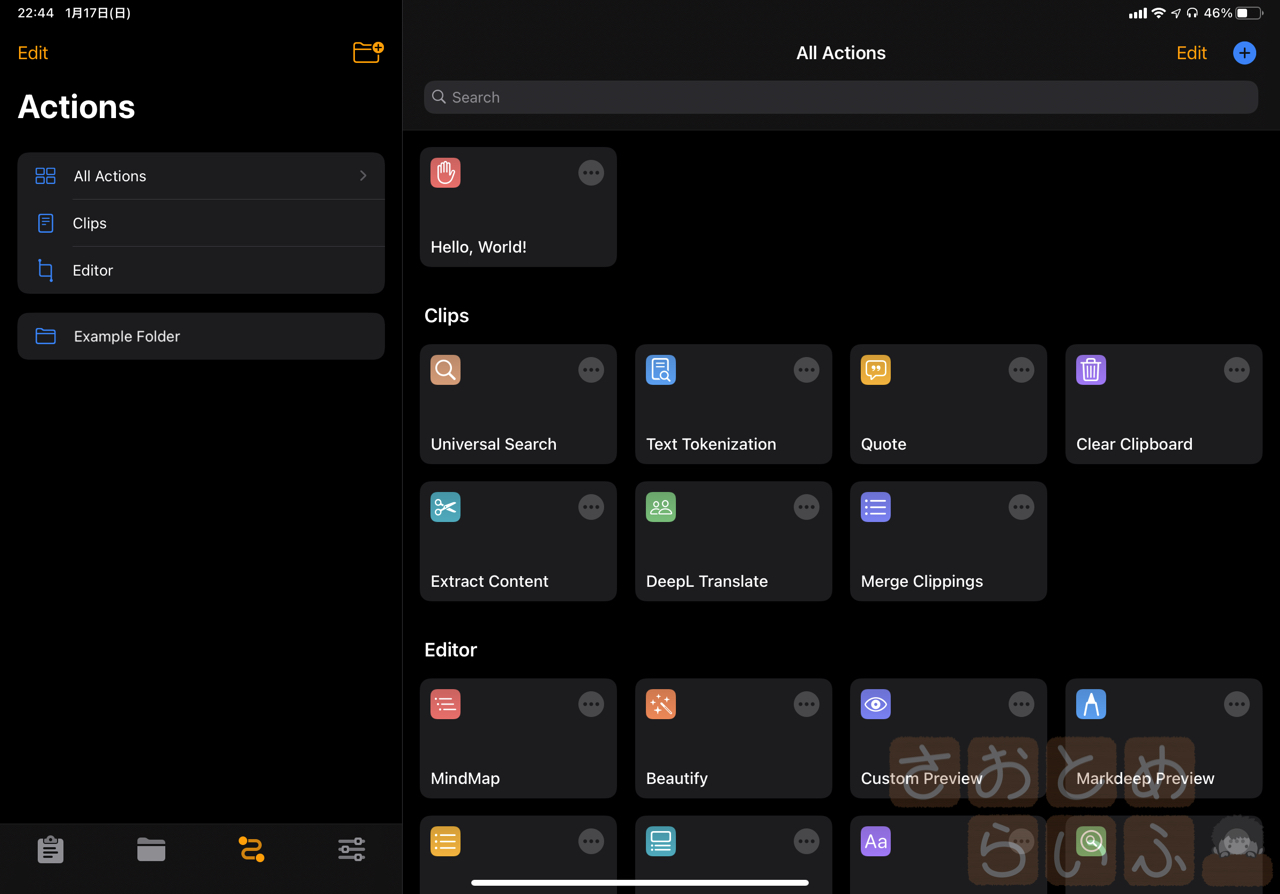 22:44 1月17日(日)
46%
Edit
Actions
All Actions
Clips
Editor
Example Folder
All Actions
Edit
Search
Hello, World!
Clips
Universal Search
Text Tokenization
Quote
Clear Clipboard
Extract Content
DeepL Translate
Merge Clippings
Editor
MindMap
Beautify
Custom Preview
Markdeep Preview
Aa
さおとめ
らいふ